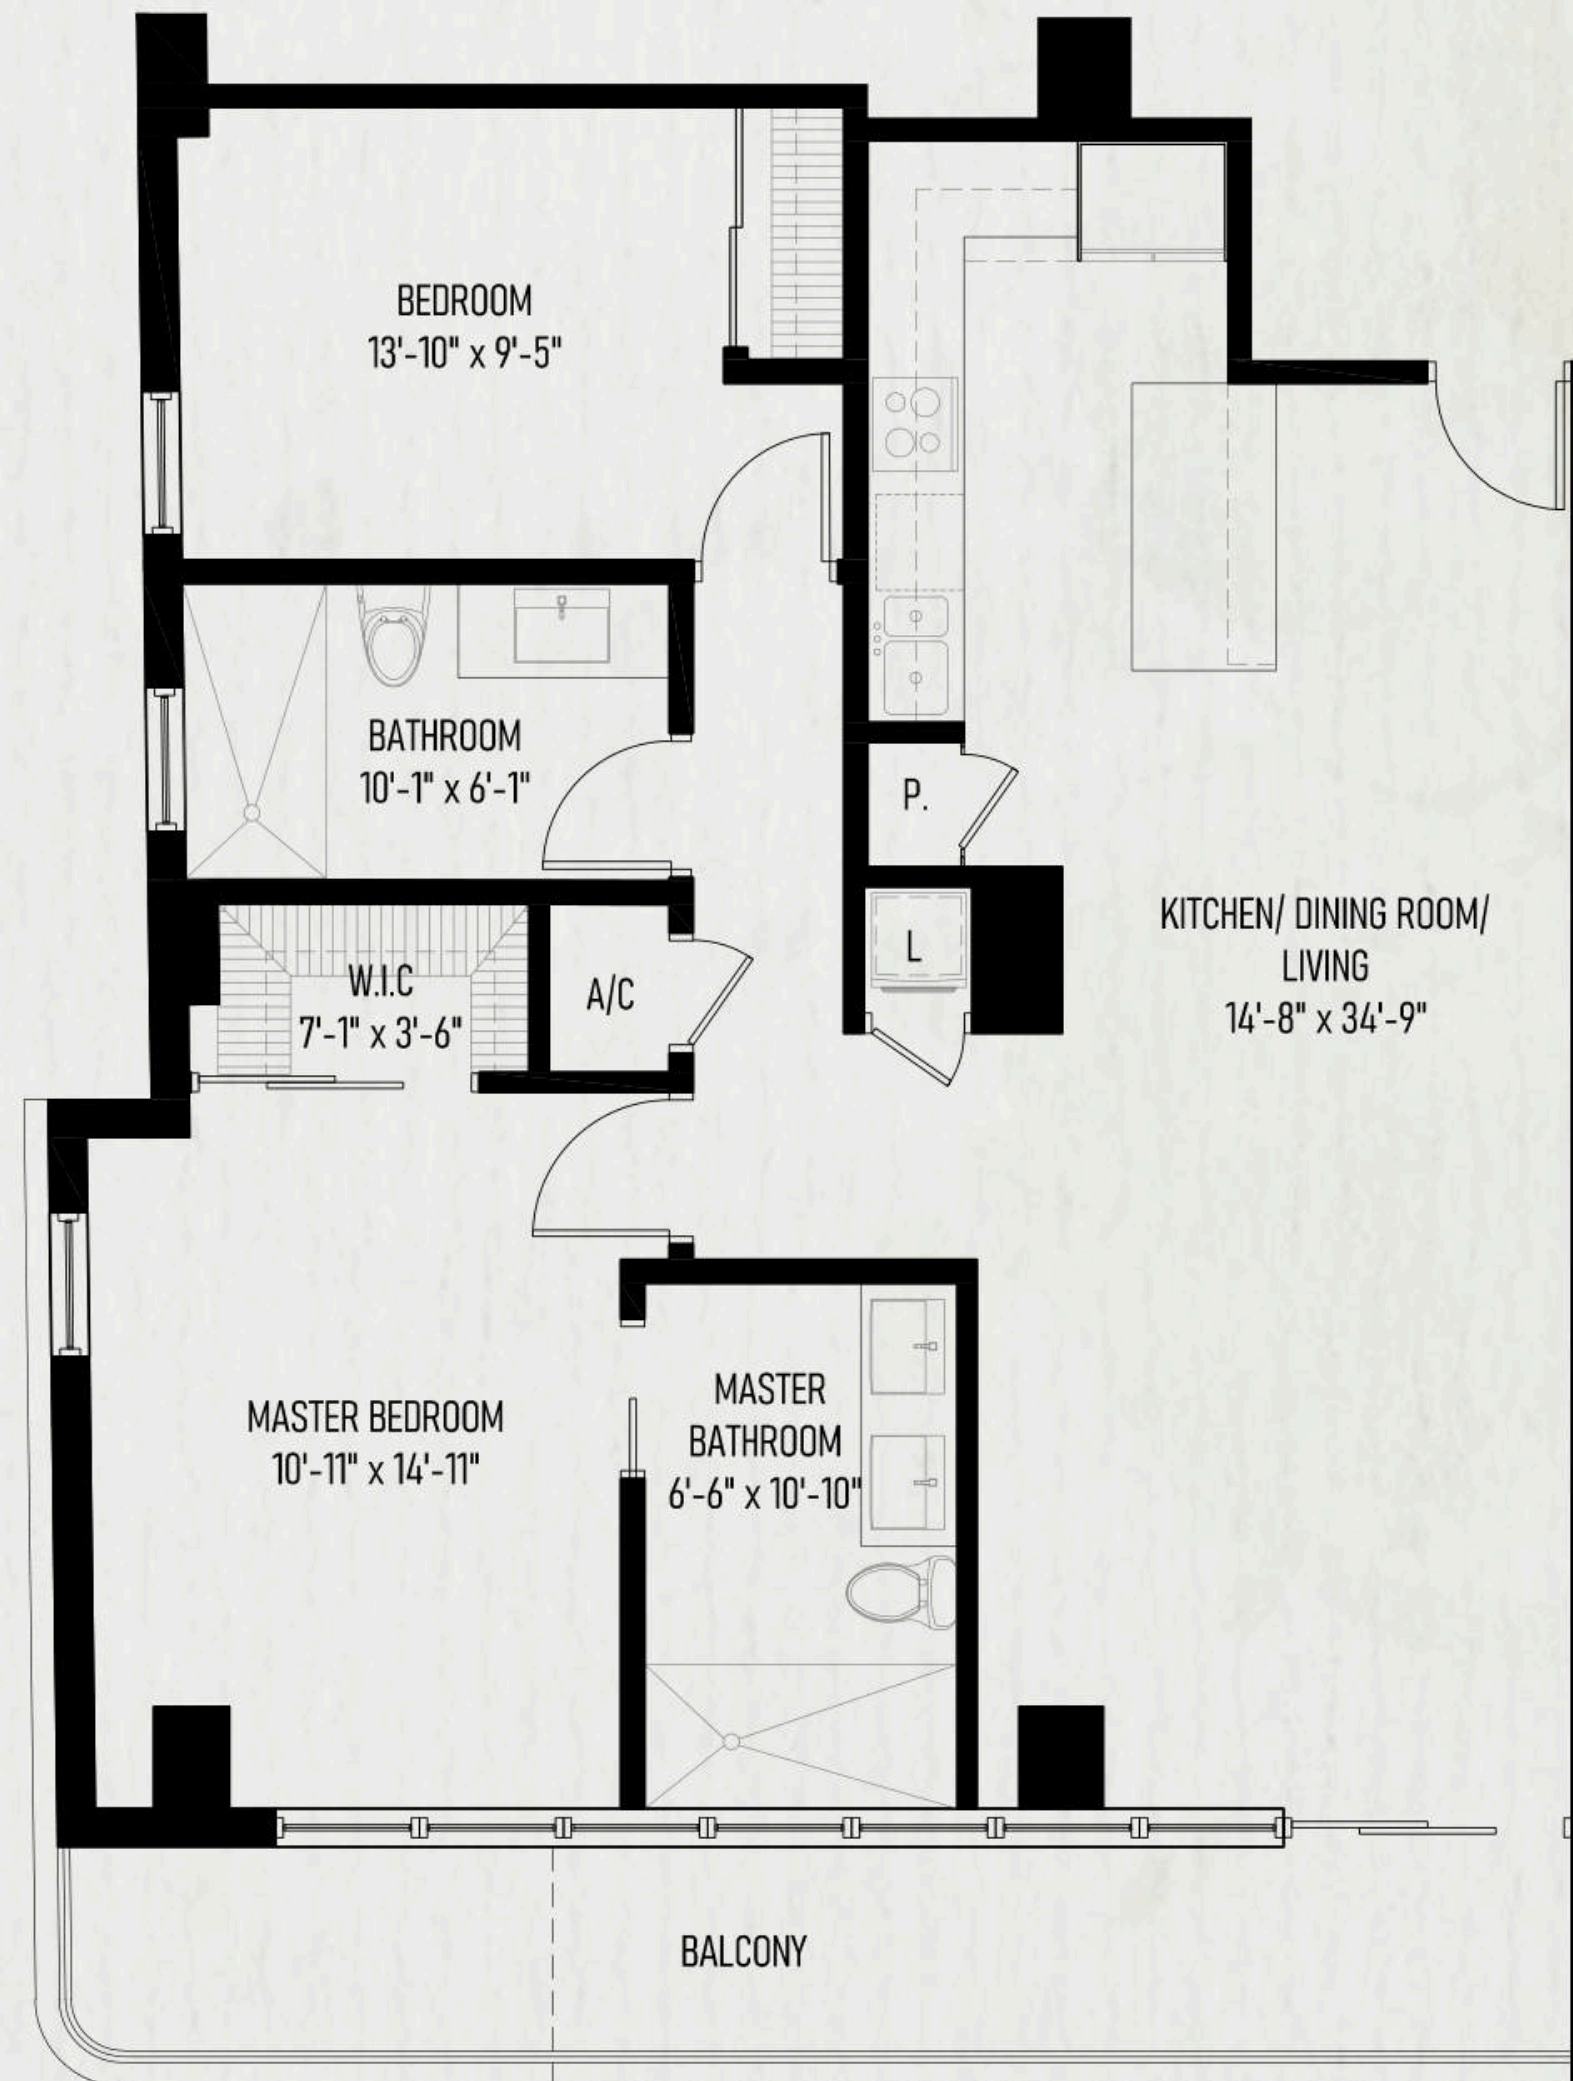 BEDROOM
13'-10" x 9'-5"
BATHROOM
10'-1" x 6'-1"
P.
L
KITCHEN/ DINING ROOM/
LIVING
14'-8" x 34'-9"
W.I.C
7'-1" x 3'-6"
A/C
MASTER BEDROOM
10'-11" x 14'-11"
MASTER
BATHROOM
6'-6" x 10'-10"
BALCONY